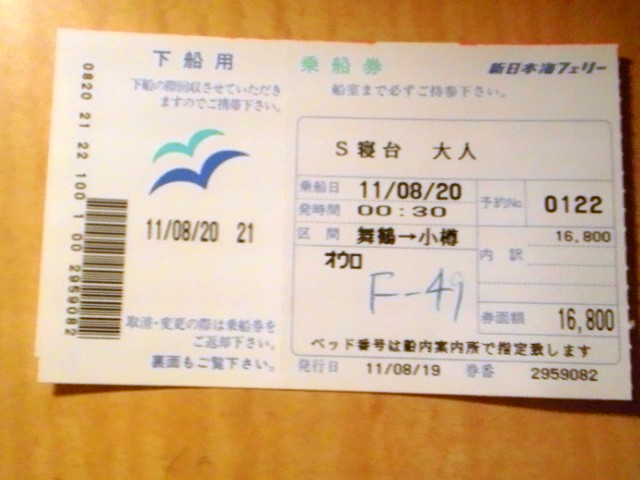 下船用
下船の際回収させていただき
ますのでご携帯下さい。
11/08/20 21
取消・変更の際は乗船券を
ご返却下さい。
裏面もご覧下さい。
0820 21 22 100 1 00 2959082
乗船券 新日本海フェリー
船室まで必ずご持参下さい。
S寝台 大人
乗船日 11/08/20 予約No 0122
発時間 00:30
区間 舞鶴→小樽 内訳 16,800
オウロ
F-49
券面額 16,800
ベッド番号は船内案内所で指定致します
発行日 11/08/19 券番 2959082